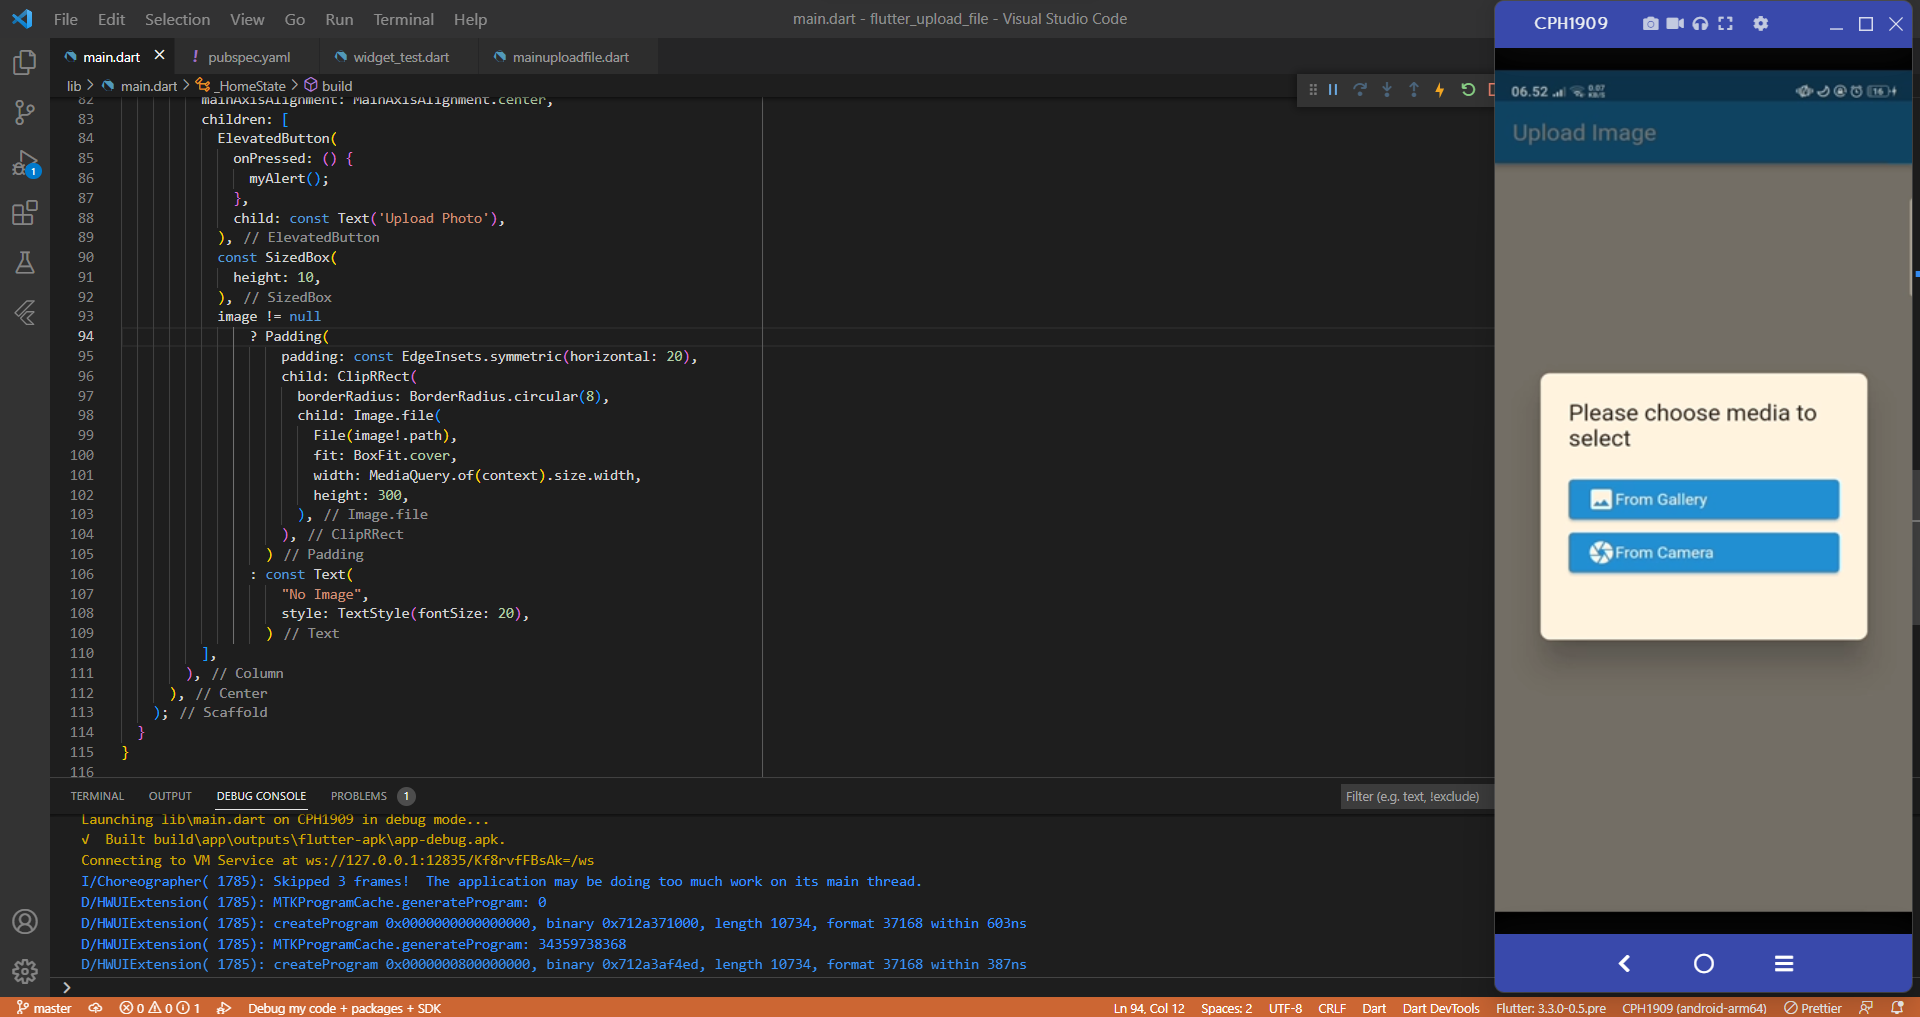 File Edit Selection View Go Run Terminal Help
main.dart - flutter_upload_file - Visual Studio Code
main.dart
! pubspec.yaml
widget_test.dart
mainuploadfile.dart
lib > main.dart > _HomeState > build
82 mainAxisAlignment: MainAxisAlignment.center,
83 children: [
84 ElevatedButton(
85 onPressed: () {
86 myAlert();
87 },
88 child: const Text('Upload Photo'),
89 ), // ElevatedButton
90 const SizedBox(
91 height: 10,
92 ), // SizedBox
93 image != null
94 ? Padding(
95 padding: const EdgeInsets.symmetric(horizontal: 20),
96 child: ClipRRect(
97 borderRadius: BorderRadius.circular(8),
98 child: Image.file(
99 File(image!.path),
100 fit: BoxFit.cover,
101 width: MediaQuery.of(context).size.width,
102 height: 300,
103 ), // Image.file
104 ), // ClipRRect
105 ) // Padding
106 : const Text(
107 "No Image",
108 style: TextStyle(fontSize: 20),
109 ) // Text
110 ],
111 ), // Column
112 ), // Center
113 ); // Scaffold
114 }
115 }
116
1
TERMINAL OUTPUT DEBUG CONSOLE PROBLEMS 1
Filter (e.g. text, !exclude)
Launching lib\main.dart on CPH1909 in debug mode...
√ Built build\app\outputs\flutter-apk\app-debug.apk.
Connecting to VM Service at ws://127.0.0.1:12835/Kf8rvfFBsAk=/ws
I/Choreographer( 1785): Skipped 3 frames! The application may be doing too much work on its main thread.
D/HWUIExtension( 1785): MTKProgramCache.generateProgram: 0
D/HWUIExtension( 1785): createProgram 0x0000000000000000, binary 0x712a371000, length 10734, format 37168 within 603ns
D/HWUIExtension( 1785): MTKProgramCache.generateProgram: 34359738368
D/HWUIExtension( 1785): createProgram 0x0000000800000000, binary 0x712a3af4ed, length 10734, format 37168 within 387ns
>
master
0 0 1
Debug my code + packages + SDK
Ln 94, Col 12
Spaces: 2
UTF-8
CRLF
Dart
Dart DevTools
Flutter: 3.3.0-0.5.pre
CPH1909 (android-arm64)
Prettier
CPH1909
06.52
0.07
KB/S
16
Upload Image
Please choose media to
select
From Gallery
From Camera